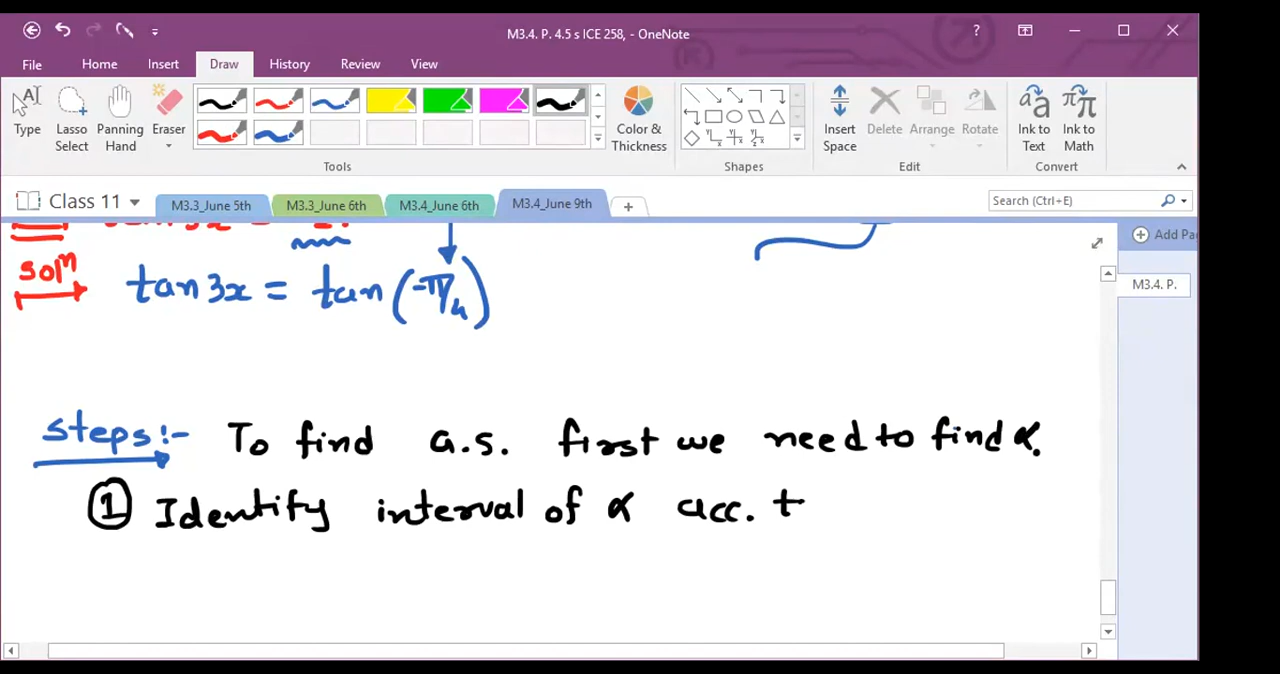 M3.4. P. 4.5 s ICE 258, - OneNote
?
File Home Insert Draw History Review View
Type Lasso Select Panning Hand Eraser
Color & Thickness
Insert Space Delete Arrange Rotate
Ink to Text Ink to Math
Tools Shapes Edit Convert
Class 11 M3.3_June 5th M3.3_June 6th M3.4_June 6th M3.4_June 9th +
Search (Ctrl+E)
Add Pa
M3.4. P.
solⁿ tan 3x = tan (-π/4)
steps:- To find a.s. first we need to find α.
① Identify interval of α acc. t